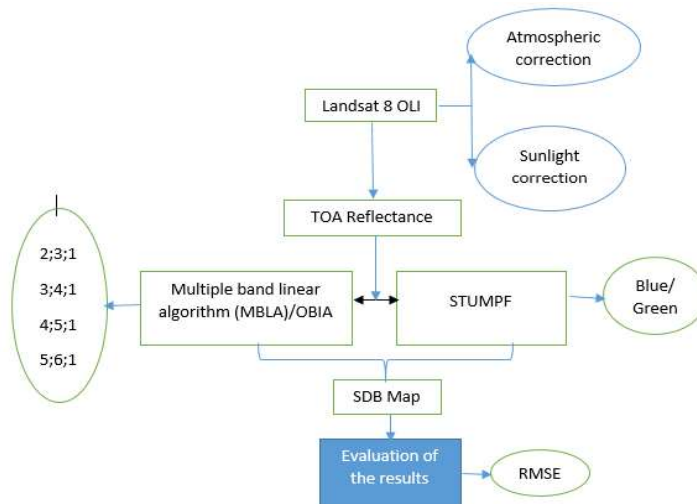 Atmospheric
correction
Landsat 8 OLI
Sunlight
correction
TOA Reflectance
2;3;1
3;4;1
4;5;1
5;6;1
Multiple band linear
algorithm (MBLA)/OBIA
STUMPF
Blue/
Green
SDB Map
Evaluation of
the results
RMSE